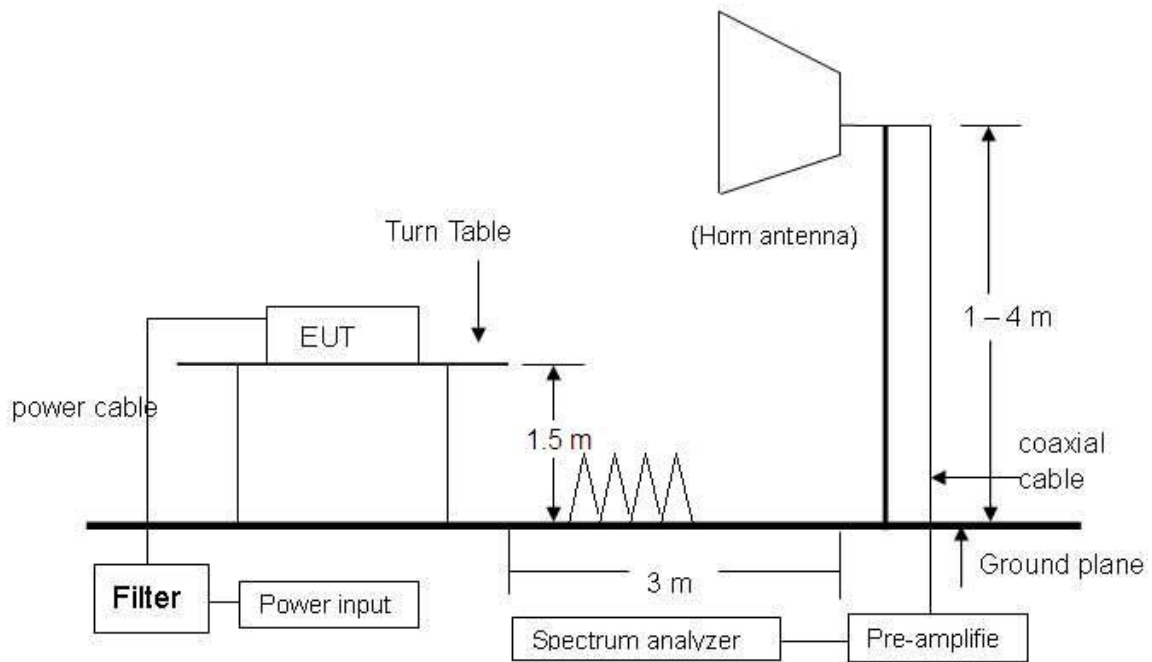 (Horn antenna)
Turn Table
1 – 4 m
EUT
power cable
1.5 m
coaxial
cable
Ground plane
3 m
Filter
Power input
Spectrum analyzer
Pre-amplifie